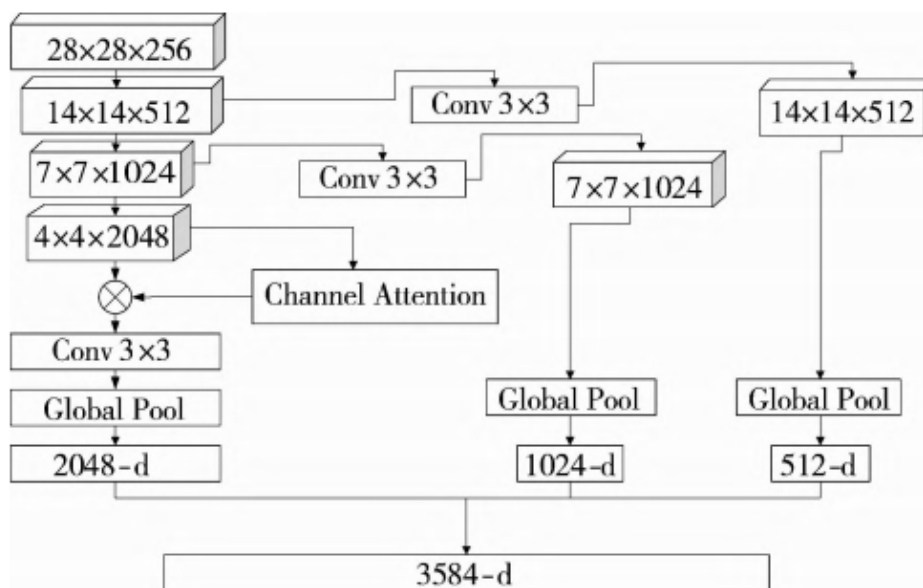 28×28×256
14×14×512
Conv 3×3
14×14×512
7×7×1024
Conv 3×3
7×7×1024
4×4×2048
Channel Attention
Conv 3×3
Global Pool
Global Pool
Global Pool
2048-d
1024-d
512-d
3584-d